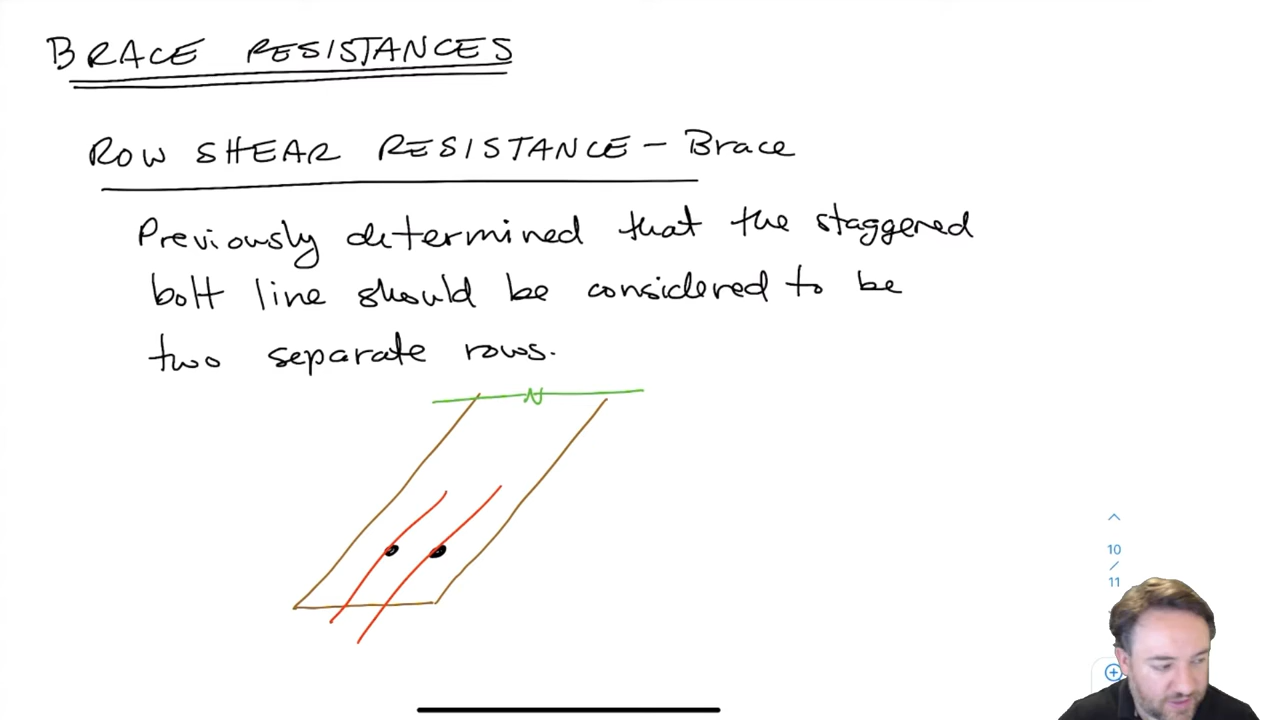 BRACE RESISTANCES
ROW SHEAR RESISTANCE - Brace
Previously determined that the staggered
bolt line should be considered to be
two separate rows.
N
10
/
11